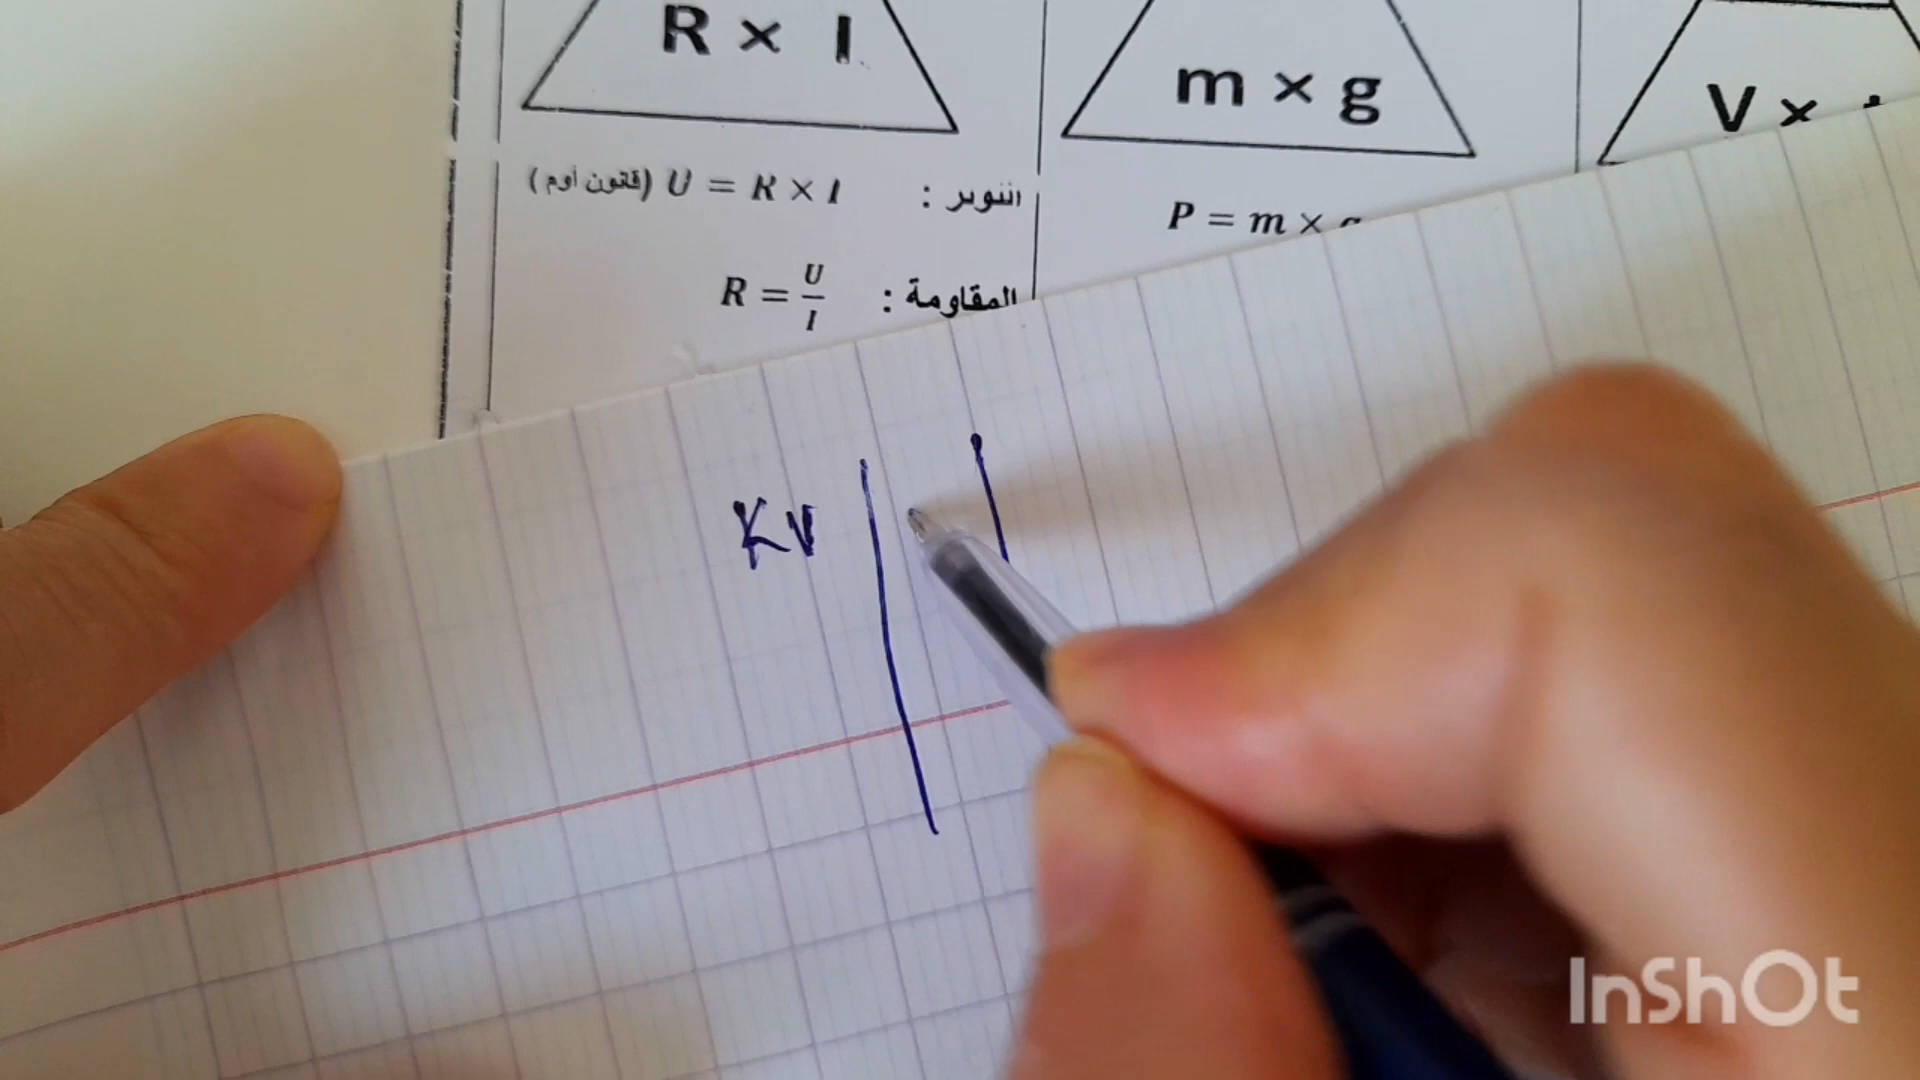 R × I
m × g
V ×
التوتر : U = R × I (قانون أوم)
P = m ×
المقاومة : R = U/I
KV
InShOt